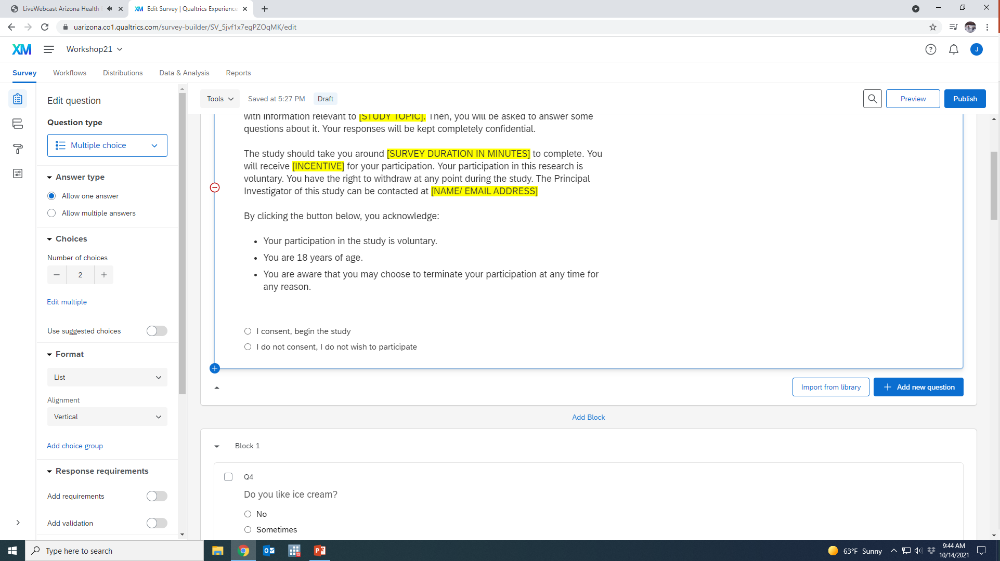 LiveWebcast Arizona Health
XM Edit Survey | Qualtrics Experience
uarizona.co1.qualtrics.com/survey-builder/SV_5jvf1x7egPZOqMK/edit
XM Workshop21 ? J
Survey Workflows Distributions Data & Analysis Reports
Edit question
Question type
Multiple choice
Answer type
Allow one answer
Allow multiple answers
Choices
Number of choices
2
Edit multiple
Use suggested choices
Format
List
Alignment
Vertical
Add choice group
Response requirements
Add requirements
Add validation
Tools Saved at 5:27 PM Draft Preview Publish
with information relevant to [STUDY TOPIC]. Then, you will be asked to answer some
questions about it. Your responses will be kept completely confidential.
The study should take you around [SURVEY DURATION IN MINUTES] to complete. You
will receive [INCENTIVE] for your participation. Your participation in this research is
voluntary. You have the right to withdraw at any point during the study. The Principal
Investigator of this study can be contacted at [NAME/ EMAIL ADDRESS]
By clicking the button below, you acknowledge:
• Your participation in the study is voluntary.
• You are 18 years of age.
• You are aware that you may choose to terminate your participation at any time for
any reason.
I consent, begin the study
I do not consent, I do not wish to participate
Import from library + Add new question
Add Block
Block 1
Q4
Do you like ice cream?
No
Sometimes
Type here to search
63°F Sunny
9:44 AM
10/14/2021